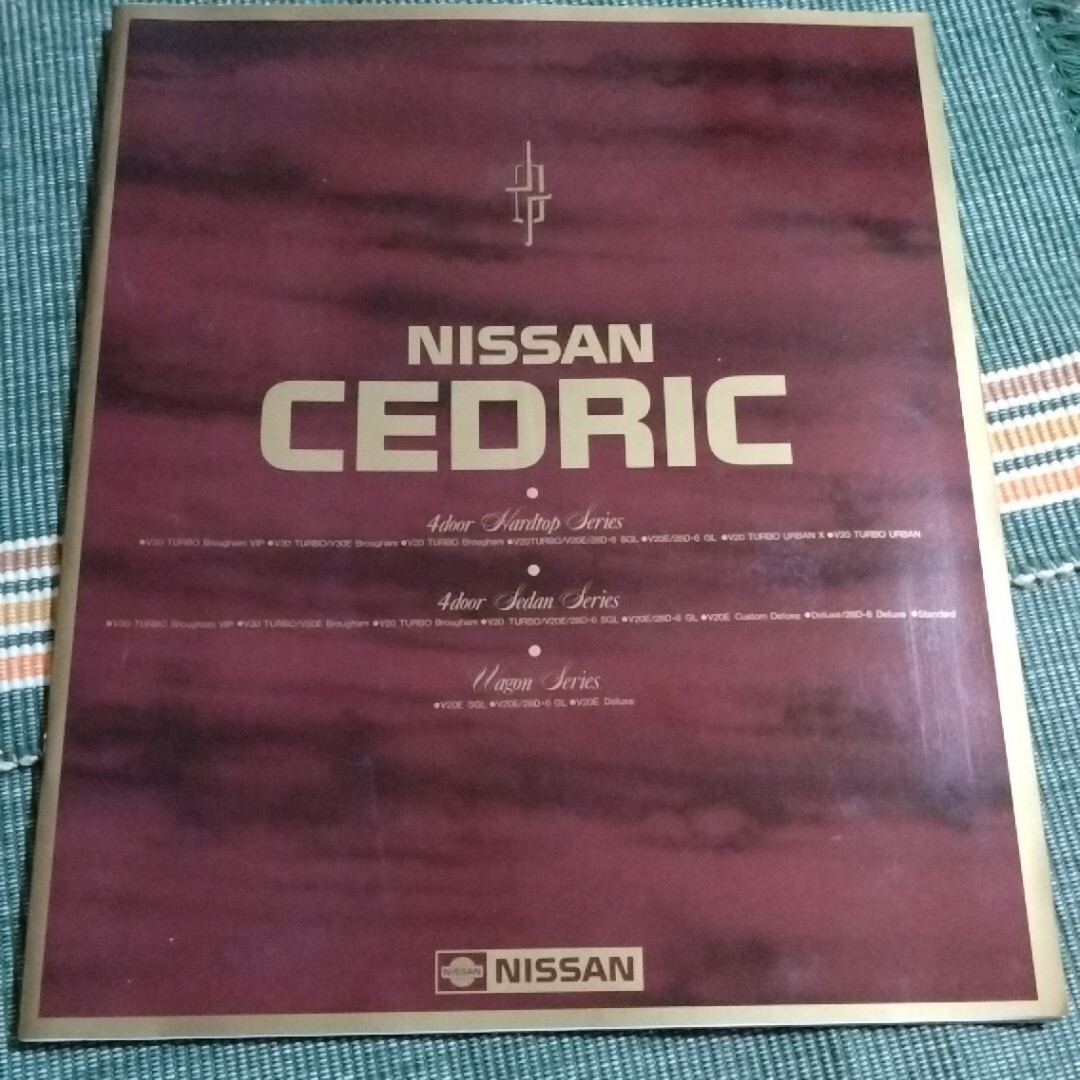 NISSAN
CEDRIC
4door Hardtop Series
●V30 TURBO Brougham VIP ●V30 TURBO/V30E Brougham ●V20 TURBO Brougham ●V20TURBO/V20E/28D•6 SGL ●V20E/28D•6 GL ●V20 TURBO URBAN X ●V20 TURBO URBAN
4door Sedan Series
●V30 TURBO Brougham VIP ●V30 TURBO/V30E Brougham ●V20 TURBO Brougham ●V20 TURBO/V20E/28D•6 SGL ●V20E/28D•6 GL ●V20E Custom Deluxe ●Deluxe/28D•6 Deluxe ●Standard
Wagon Series
●V20E SGL ●V20E/28D•6 GL ●V20E Deluxe
NISSAN NISSAN